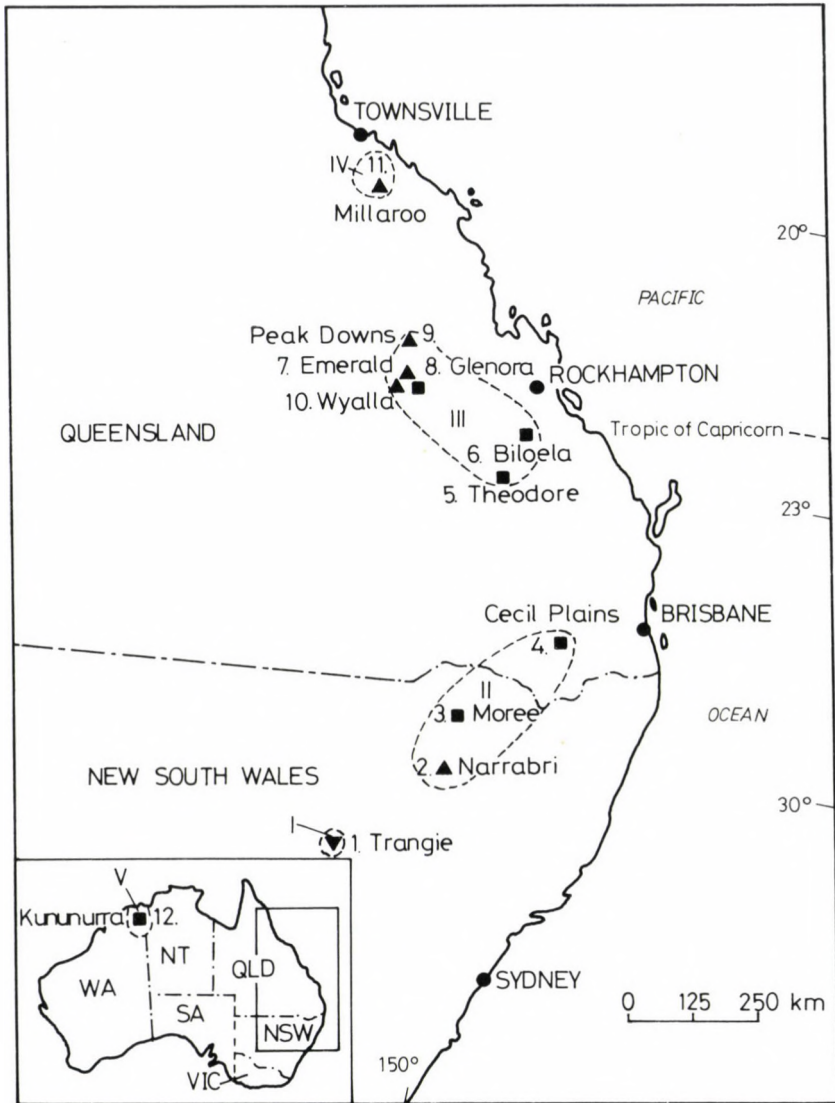 TOWNSVILLE
IV 11.
Millaroo
20°
PACIFIC
Peak Downs 9.
7. Emerald 8. Glenora
ROCKHAMPTON
10. Wyalla
III
QUEENSLAND
Tropic of Capricorn
6. Biloela
5. Theodore
23°
Cecil Plains
BRISBANE
4.
II
3. Moree
OCEAN
2. Narrabri
NEW SOUTH WALES
30°
I
1. Trangie
V
Kununurra 12.
NT
QLD
WA
SA
NSW
VIC
SYDNEY
0 125 250 km
150°